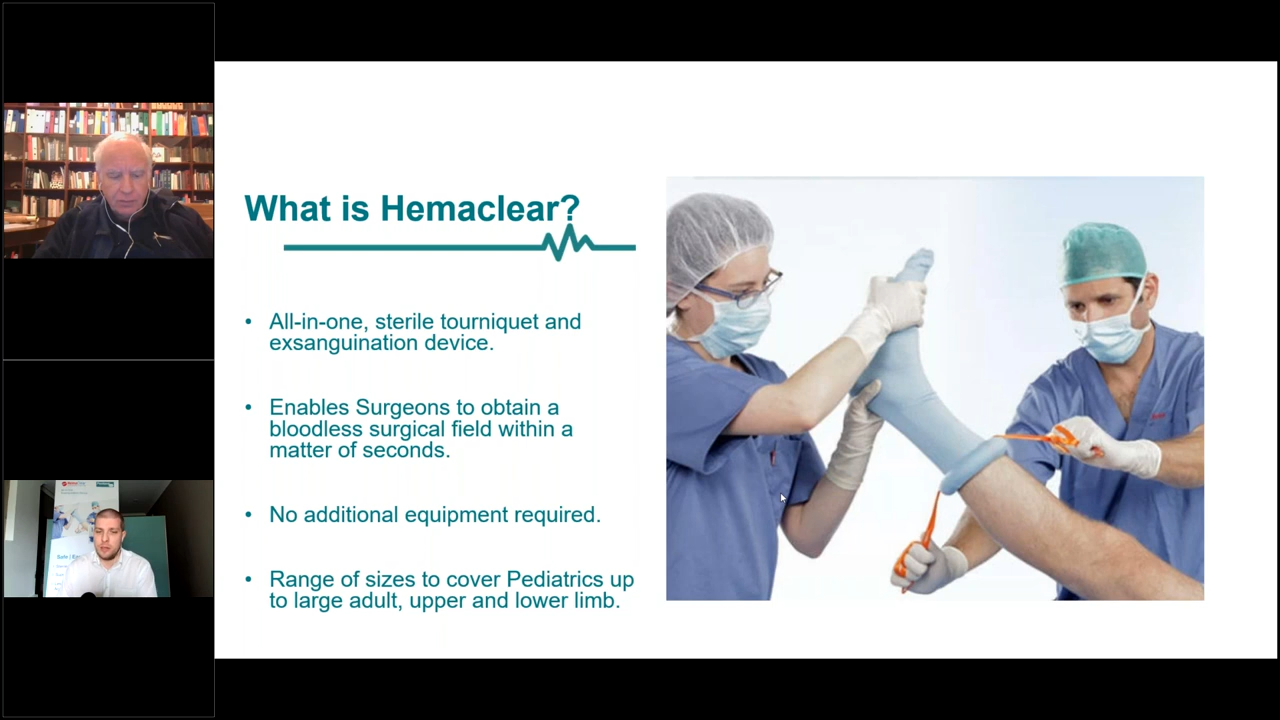 What is Hemaclear?
• All-in-one, sterile tourniquet and
exsanguination device.
• Enables Surgeons to obtain a
bloodless surgical field within a
matter of seconds.
• No additional equipment required.
• Range of sizes to cover Pediatrics up
to large adult, upper and lower limb.